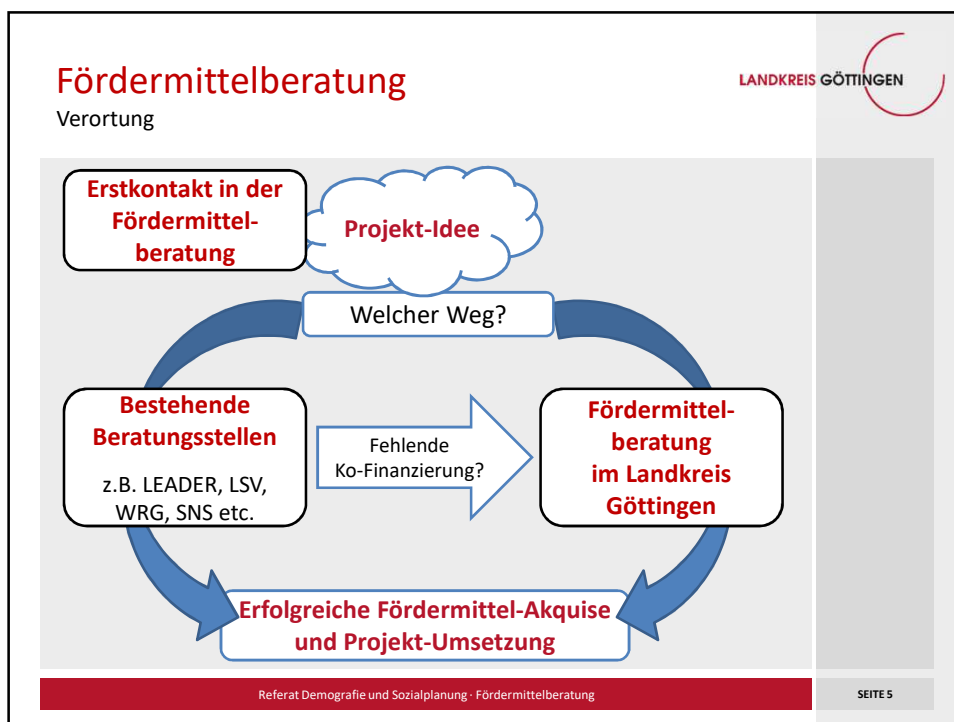 Fördermittelberatung
Verortung
LANDKREIS GÖTTINGEN
Erstkontakt in der
Fördermittel-
beratung
Projekt-Idee
Welcher Weg?
Bestehende
Beratungsstellen
z.B. LEADER, LSV,
WRG, SNS etc.
Fehlende
Ko-Finanzierung?
Fördermittel-
beratung
im Landkreis
Göttingen
Erfolgreiche Fördermittel-Akquise
und Projekt-Umsetzung
Referat Demografie und Sozialplanung · Fördermittelberatung
SEITE 5